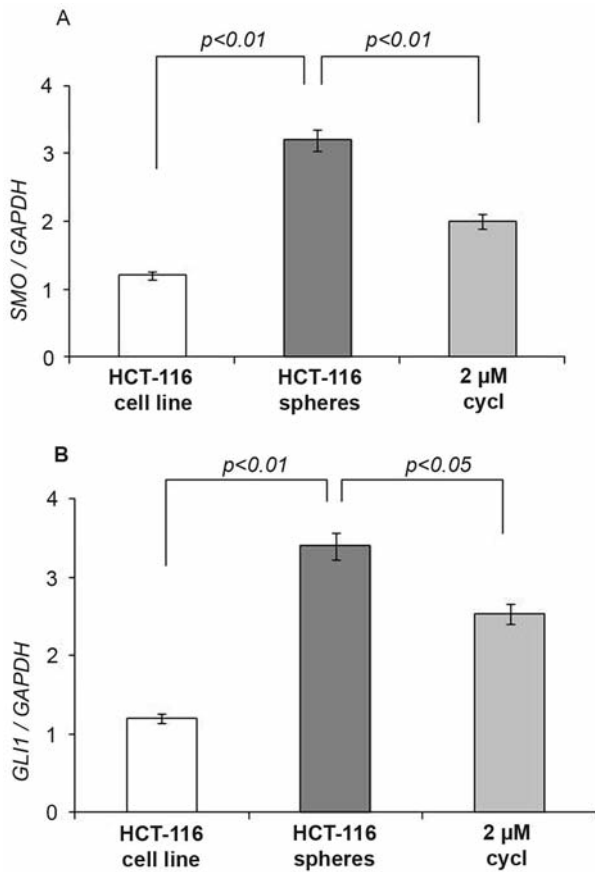 A
p<0.01 p<0.01
4
3
2
1
0
SMO / GAPDH
HCT-116 HCT-116 2 µM
cell line spheres cycl
B
p<0.01 p<0.05
4
3
2
1
0
GLI1 / GAPDH
HCT-116 HCT-116 2 µM
cell line spheres cycl